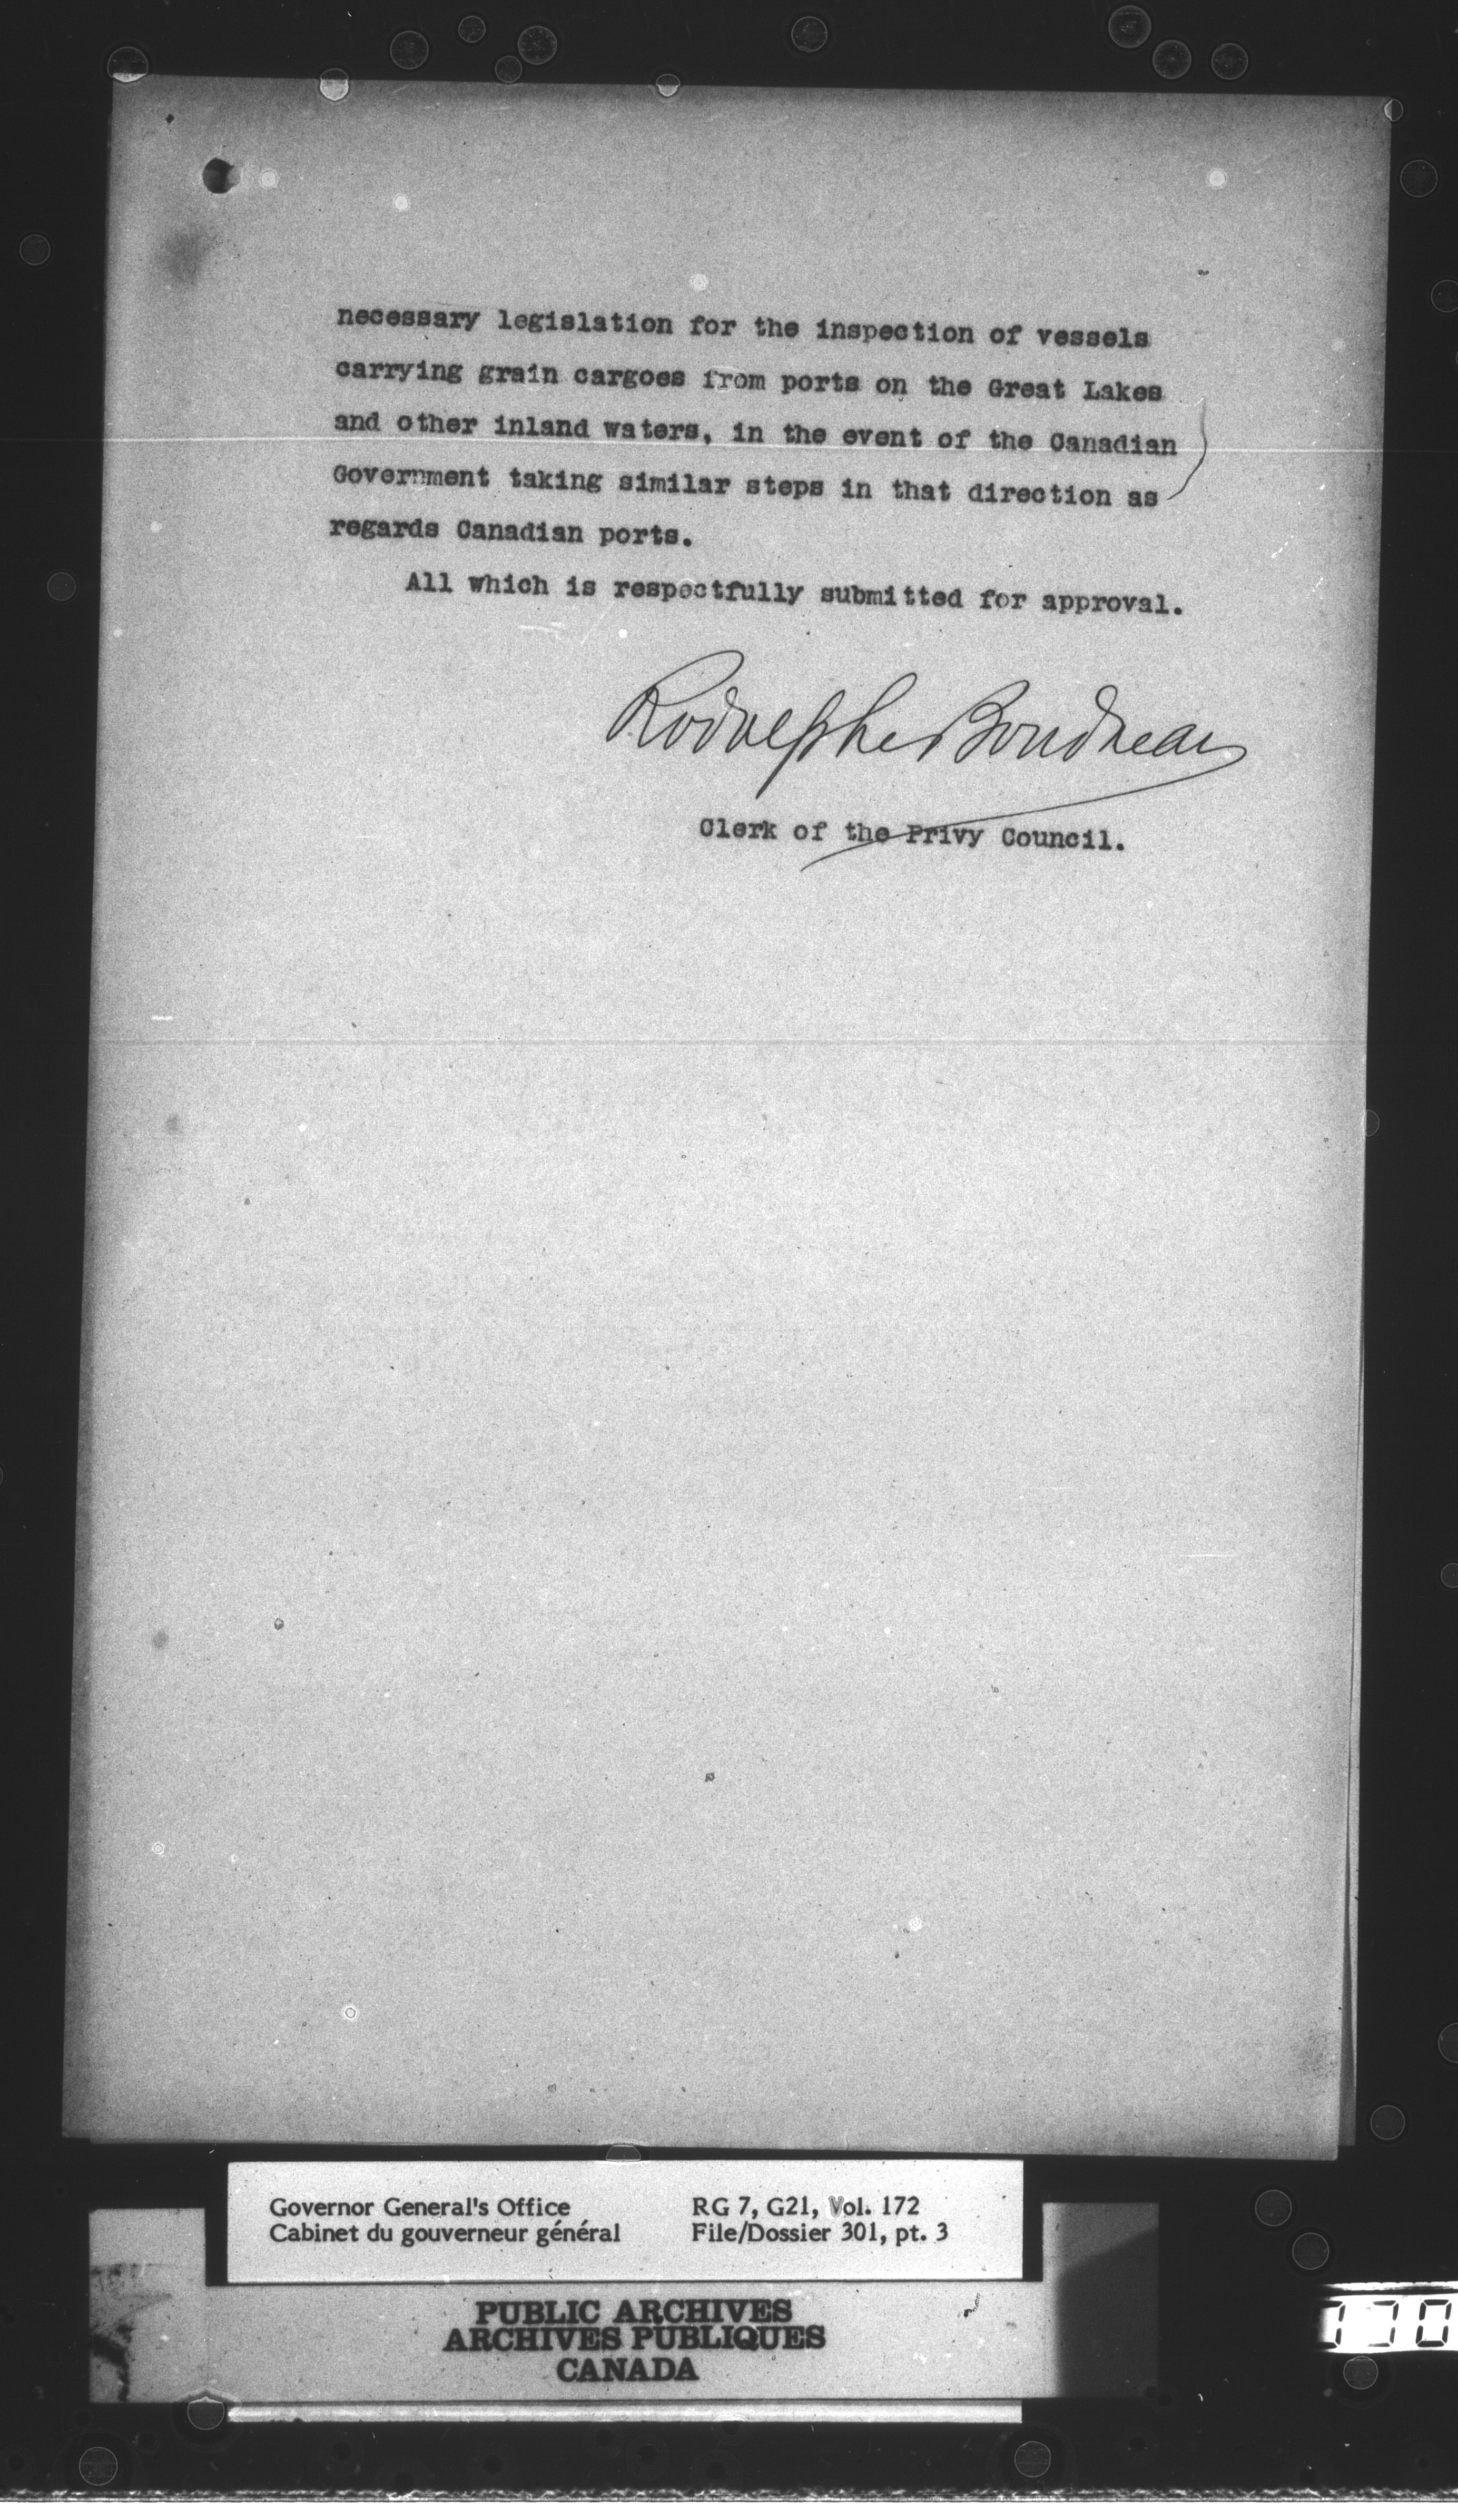 necessary legislation for the inspection of vessels
carrying grain cargoes from ports on the Great Lakes
and other inland waters, in the event of the Canadian
Government taking similar steps in that direction as
regards Canadian ports.
All which is respectfully submitted for approval.
Rodolphe Boudreau
Clerk of the Privy Council.
Governor General's Office RG 7, G21, Vol. 172
Cabinet du gouverneur général File/Dossier 301, pt. 3
PUBLIC ARCHIVES
ARCHIVES PUBLIQUES
CANADA